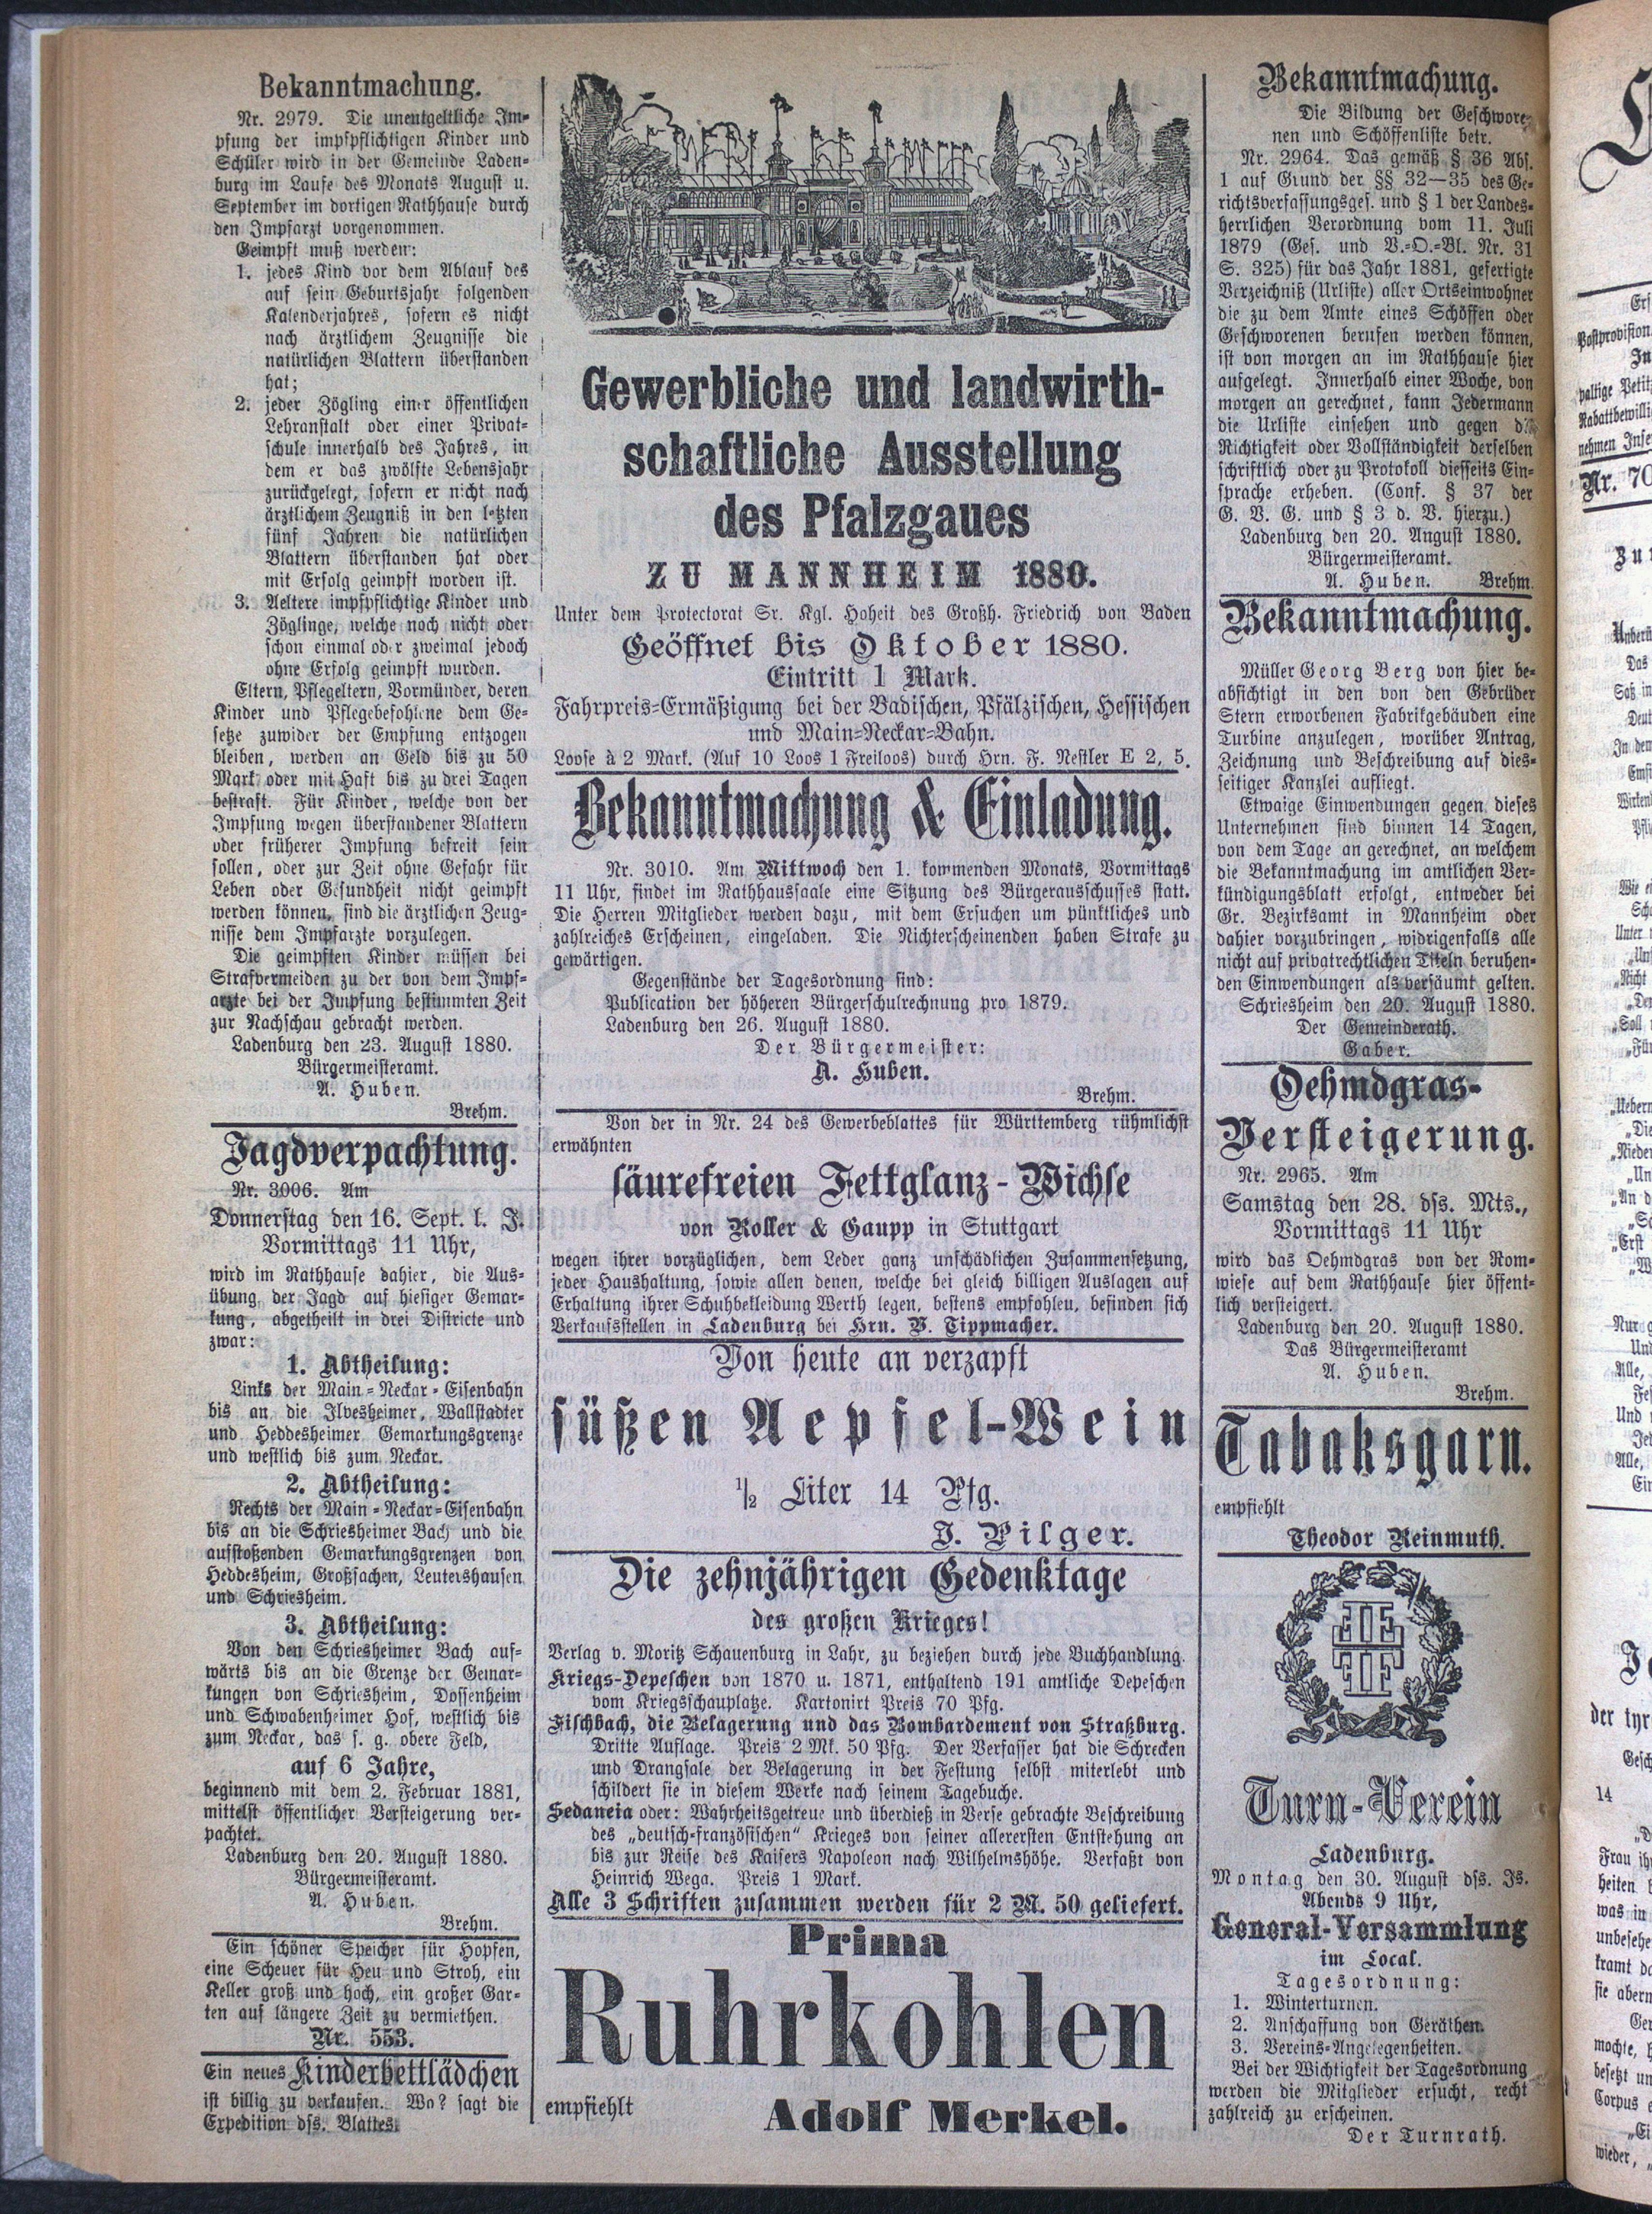 Bekanntmachung.
Nr. 2979. Die unentgeltliche Im-
pfung der impfpflichtigen Kinder und
Schüler wird in der Gemeinde Laden-
burg im Laufe des Monats August u.
September im dortigen Rathhause durch
den Impfarzt vorgenommen.
Geimpft muß werden:
1. jedes Kind vor dem Ablauf des
auf sein Geburtsjahr folgenden
Kalenderjahres, sofern es nicht
nach ärztlichem Zeugnisse die
natürlichen Blattern überstanden
hat;
2. jeder Zögling einer öffentlichen
Lehranstalt oder einer Privat-
schule innerhalb des Jahres, in
dem er das zwölfte Lebensjahr
zurückgelegt, sofern er nicht nach
ärztlichem Zeugniß in den letzten
fünf Jahren die natürlichen
Blattern überstanden hat oder
mit Erfolg geimpft worden ist.
3. Aeltere impfpflichtige Kinder und
Zöglinge, welche noch nicht oder
schon einmal oder zweimal jedoch
ohne Erfolg geimpft wurden.
Eltern, Pflegeltern, Vormünder, deren
Kinder und Pflegebefohlene dem Ge-
setze zuwider der Empfung entzogen
bleiben, werden an Geld bis zu 50
Mark oder mit Haft bis zu drei Tagen
bestraft. Für Kinder, welche von der
Impfung wegen überstandener Blattern
oder früherer Impfung befreit sein
sollen, oder zur Zeit ohne Gefahr für
Leben oder Gesundheit nicht geimpft
werden können, sind die ärztlichen Zeug-
nisse dem Impfarzte vorzulegen.
Die geimpften Kinder müssen bei
Strafvermeiden zu der von dem Impf-
arzte bei der Impfung bestimmten Zeit
zur Nachschau gebracht werden.
Ladenburg den 23. August 1880.
Bürgermeisteramt.
A. Huben.
Brehm.
Jagdverpachtung.
Nr. 3006. Am
Donnerstag den 16. Sept. l. J.
Vormittags 11 Uhr,
wird im Rathhause dahier, die Aus-
übung der Jagd auf hiesiger Gemar-
kung, abgetheilt in drei Districte und
zwar:
1. Abtheilung:
Links der Main-Neckar-Eisenbahn
bis an die Ilvesheimer, Wallstadter
und Heddesheimer Gemarkungsgrenze
und westlich bis zum Neckar.
2. Abtheilung:
Rechts der Main-Neckar-Eisenbahn
bis an die Schriesheimer Bach und die
aufstoßenden Gemarkungsgrenzen von
Heddesheim, Großsachen, Leutershausen
und Schriesheim.
3. Abtheilung:
Von den Schriesheimer Bach auf-
wärts bis an die Grenze der Gemar-
kungen von Schriesheim, Dossenheim
und Schwabenheimer Hof, westlich bis
zum Neckar, das s. g. obere Feld,
auf 6 Jahre,
beginnend mit dem 2. Februar 1881,
mittelst öffentlicher Versteigerung ver-
pachtet.
Ladenburg den 20. August 1880.
Bürgermeisteramt.
A. Huben.
Brehm.
Ein schöner Speicher für Hopfen,
eine Scheuer für Heu und Stroh, ein
Keller groß und hoch, ein großer Gar-
ten auf längere Zeit zu vermiethen.
Nr. 553.
Ein neues Kinderbettlädchen
ist billig zu verkaufen. Wo? sagt die
Expedition dss. Blattes.
Gewerbliche und landwirth-
schaftliche Ausstellung
des Pfalzgaues
ZU MANNHEIM 1880.
Unter dem Protectorat Sr. Kgl. Hoheit des Großh. Friedrich von Baden
Geöffnet bis Oktober 1880.
Eintritt 1 Mark.
Fahrpreis-Ermäßigung bei der Badischen, Pfälzischen, Hessischen
und Main-Neckar-Bahn.
Loose à 2 Mark. (Auf 10 Loos 1 Freiloos) durch Hrn. F. Nestler E 2, 5.
Bekanntmachung & Einladung.
Nr. 3010. Am Mittwoch den 1. kommenden Monats, Vormittags
11 Uhr, findet im Rathhaussaale eine Sitzung des Bürgerausschusses statt.
Die Herren Mitglieder werden dazu, mit dem Ersuchen um pünktliches und
zahlreiches Erscheinen, eingeladen. Die Nichterscheinenden haben Strafe zu
gewärtigen.
Gegenstände der Tagesordnung sind:
Publication der höheren Bürgerschulrechnung pro 1879.
Ladenburg den 26. August 1880.
Der Bürgermeister:
A. Huben.
Brehm.
Von der in Nr. 24 des Gewerbeblattes für Württemberg rühmlichst
erwähnten
säurefreien Fettglanz-Wichse
von Roller & Gaupp in Stuttgart
wegen ihrer vorzüglichen, dem Leder ganz unschädlichen Zusammensetzung,
jeder Haushaltung, sowie allen denen, welche bei gleich billigen Auslagen auf
Erhaltung ihrer Schuhbekleidung Werth legen, bestens empfohlen, befinden sich
Verkaufsstellen in Ladenburg bei Hrn. V. Tippmacher.
Von heute an verzapft
süßen Aepfel-Wein
½ Liter 14 Pfg.
J. Pilger.
Die zehnjährigen Gedenktage
des großen Krieges!
Verlag v. Moritz Schauenburg in Lahr, zu beziehen durch jede Buchhandlung.
Kriegs-Depeschen von 1870 u. 1871, enthaltend 191 amtliche Depeschen
vom Kriegsschauplatze. Kartonirt Preis 70 Pfg.
Fischbach, die Belagerung und das Bombardement von Straßburg.
Dritte Auflage. Preis 2 Mk. 50 Pfg. Der Verfasser hat die Schrecken
und Drangsale der Belagerung in der Festung selbst miterlebt und
schildert sie in diesem Werke nach seinem Tagebuche.
Sedaneia oder: Wahrheitsgetreue und überdieß in Verse gebrachte Beschreibung
des „deutsch-französischen" Krieges von seiner allerersten Entstehung an
bis zur Reise des Kaisers Napoleon nach Wilhelmshöhe. Verfaßt von
Heinrich Wega. Preis 1 Mark.
Alle 3 Schriften zusammen werden für 2 M. 50 geliefert.
Prima
Ruhrkohlen
empfiehlt
Adolf Merkel.
Bekanntmachung.
Die Bildung der Geschwore-
nen und Schöffenliste betr.
Nr. 2964. Das gemäß § 36 Abs.
1 auf Grund der §§ 32—35 des Ge-
richtsverfassungsges. und § 1 der Landes-
herrlichen Verordnung vom 11. Juli
1879 (Ges. und V.-O.-Bl. Nr. 31
S. 325) für das Jahr 1881, gefertigte
Verzeichniß (Urliste) aller Ortseinwohner
die zu dem Amte eines Schöffen oder
Geschworenen berufen werden können,
ist von morgen an im Rathhause hier
aufgelegt. Innerhalb einer Woche, von
morgen an gerechnet, kann Jedermann
die Urliste einsehen und gegen die
Richtigkeit oder Vollständigkeit derselben
schriftlich oder zu Protokoll diesseits Ein-
sprache erheben. (Conf. § 37 der
G. V. G. und § 3 d. V. hierzu.)
Ladenburg den 20. August 1880.
Bürgermeisteramt.
A. Huben. Brehm.
Bekanntmachung.
Müller Georg Berg von hier be-
absichtigt in den von den Gebrüder
Stern erworbenen Fabrikgebäuden eine
Turbine anzulegen, worüber Antrag,
Zeichnung und Beschreibung auf dies-
seitiger Kanzlei aufliegt.
Etwaige Einwendungen gegen dieses
Unternehmen sind binnen 14 Tagen,
von dem Tage an gerechnet, an welchem
die Bekanntmachung im amtlichen Ver-
kündigungsblatt erfolgt, entweder bei
Gr. Bezirksamt in Mannheim oder
dahier vorzubringen, widrigenfalls alle
nicht auf privatrechtlichen Titeln beruhen-
den Einwendungen als versäumt gelten.
Schriesheim den 20. August 1880.
Der Gemeinderath.
Gaber.
Oehmdgras-
Versteigerung.
Nr. 2965. Am
Samstag den 28. dss. Mts.,
Vormittags 11 Uhr
wird das Oehmdgras von der Rom-
wiese auf dem Rathhause hier öffent-
lich versteigert.
Ladenburg den 20. August 1880.
Das Bürgermeisteramt
A. Huben.
Brehm.
Tabaksgarn.
empfiehlt
Theodor Reinmuth.
Turn-Verein
Ladenburg.
Montag den 30. August dss. Js.
Abends 9 Uhr,
General-Versammlung
im Local.
Tagesordnung:
1. Winterturnen.
2. Anschaffung von Geräthen.
3. Vereins-Angelegenheiten.
Bei der Wichtigkeit der Tagesordnung
werden die Mitglieder ersucht, recht
zahlreich zu erscheinen.
Der Turnrath.
Nr. 70